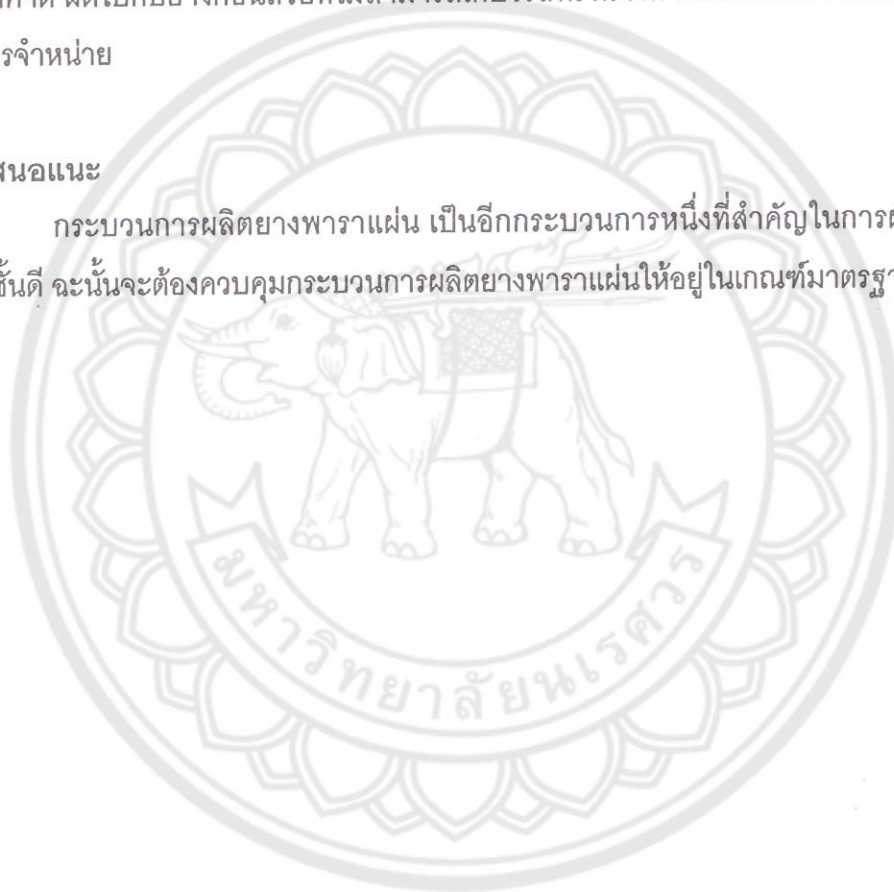 รจำหน่าย
สนอแนะ
กระบวนการผลิตยางพาราแผ่น เป็นอีกกระบวนการหนึ่งที่สำคัญในการผ
ชั้นดี ฉะนั้นจะต้องควบคุมกระบวนการผลิตยางพาราแผ่นให้อยู่ในเกณฑ์มาตรฐา
มหาวิทยาลัยนเรศวร